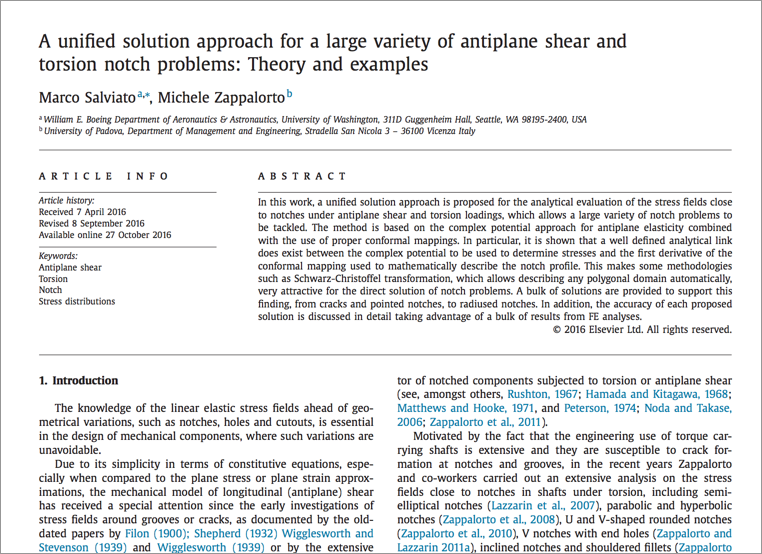 A unified solution approach for a large variety of antiplane shear and
torsion notch problems: Theory and examples
Marco Salviato a,*, Michele Zappalorto b
a William E. Boeing Department of Aeronautics & Astronautics, University of Washington, 311D Guggenheim Hall, Seattle, WA 98195-2400, USA
b University of Padova, Department of Management and Engineering, Stradella San Nicola 3 – 36100 Vicenza Italy
ARTICLE INFO
Article history:
Received 7 April 2016
Revised 8 September 2016
Available online 27 October 2016
Keywords:
Antiplane shear
Torsion
Notch
Stress distributions
ABSTRACT
In this work, a unified solution approach is proposed for the analytical evaluation of the stress fields close
to notches under antiplane shear and torsion loadings, which allows a large variety of notch problems to
be tackled. The method is based on the complex potential approach for antiplane elasticity combined
with the use of proper conformal mappings. In particular, it is shown that a well defined analytical link
does exist between the complex potential to be used to determine stresses and the first derivative of the
conformal mapping used to mathematically describe the notch profile. This makes some methodologies
such as Schwarz-Christoffel transformation, which allows describing any polygonal domain automatically,
very attractive for the direct solution of notch problems. A bulk of solutions are provided to support this
finding, from cracks and pointed notches, to radiused notches. In addition, the accuracy of each proposed
solution is discussed in detail taking advantage of a bulk of results from FE analyses.
© 2016 Elsevier Ltd. All rights reserved.
1. Introduction
The knowledge of the linear elastic stress fields ahead of geo-
metrical variations, such as notches, holes and cutouts, is essential
in the design of mechanical components, where such variations are
unavoidable.
Due to its simplicity in terms of constitutive equations, espe-
cially when compared to the plane stress or plane strain approx-
imations, the mechanical model of longitudinal (antiplane) shear
has received a special attention since the early investigations of
stress fields around grooves or cracks, as documented by the old-
dated papers by Filon (1900); Shepherd (1932) Wigglesworth and
Stevenson (1939) and Wigglesworth (1939) or by the extensive
tor of notched components subjected to torsion or antiplane shear
(see, amongst others, Rushton, 1967; Hamada and Kitagawa, 1968;
Matthews and Hooke, 1971, and Peterson, 1974; Noda and Takase,
2006; Zappalorto et al., 2011).
Motivated by the fact that the engineering use of torque car-
rying shafts is extensive and they are susceptible to crack for-
mation at notches and grooves, in the recent years Zappalorto
and co-workers carried out an extensive analysis on the stress
fields close to notches in shafts under torsion, including semi-
elliptical notches (Lazzarin et al., 2007), parabolic and hyperbolic
notches (Zappalorto et al., 2008), U and V-shaped rounded notches
(Zappalorto et al., 2010), V notches with end holes (Zappalorto and
Lazzarin 2011a), inclined notches and shouldered fillets (Zappalorto